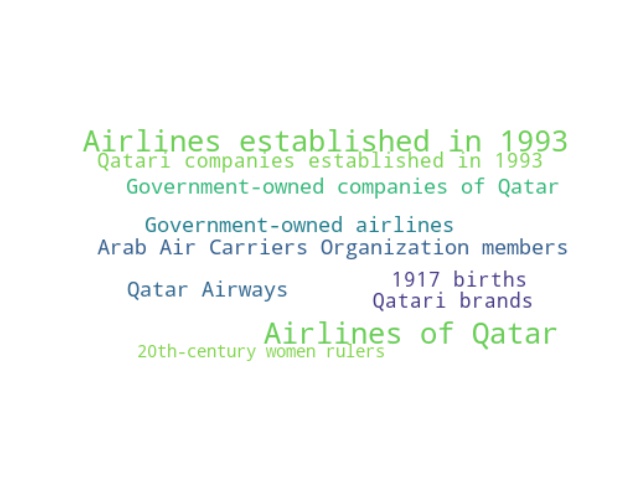 Airlines established in 1993
Qatari companies established in 1993
Government-owned companies of Qatar
Government-owned airlines
Arab Air Carriers Organization members
1917 births
Qatar Airways
Qatari brands
Airlines of Qatar
20th-century women rulers